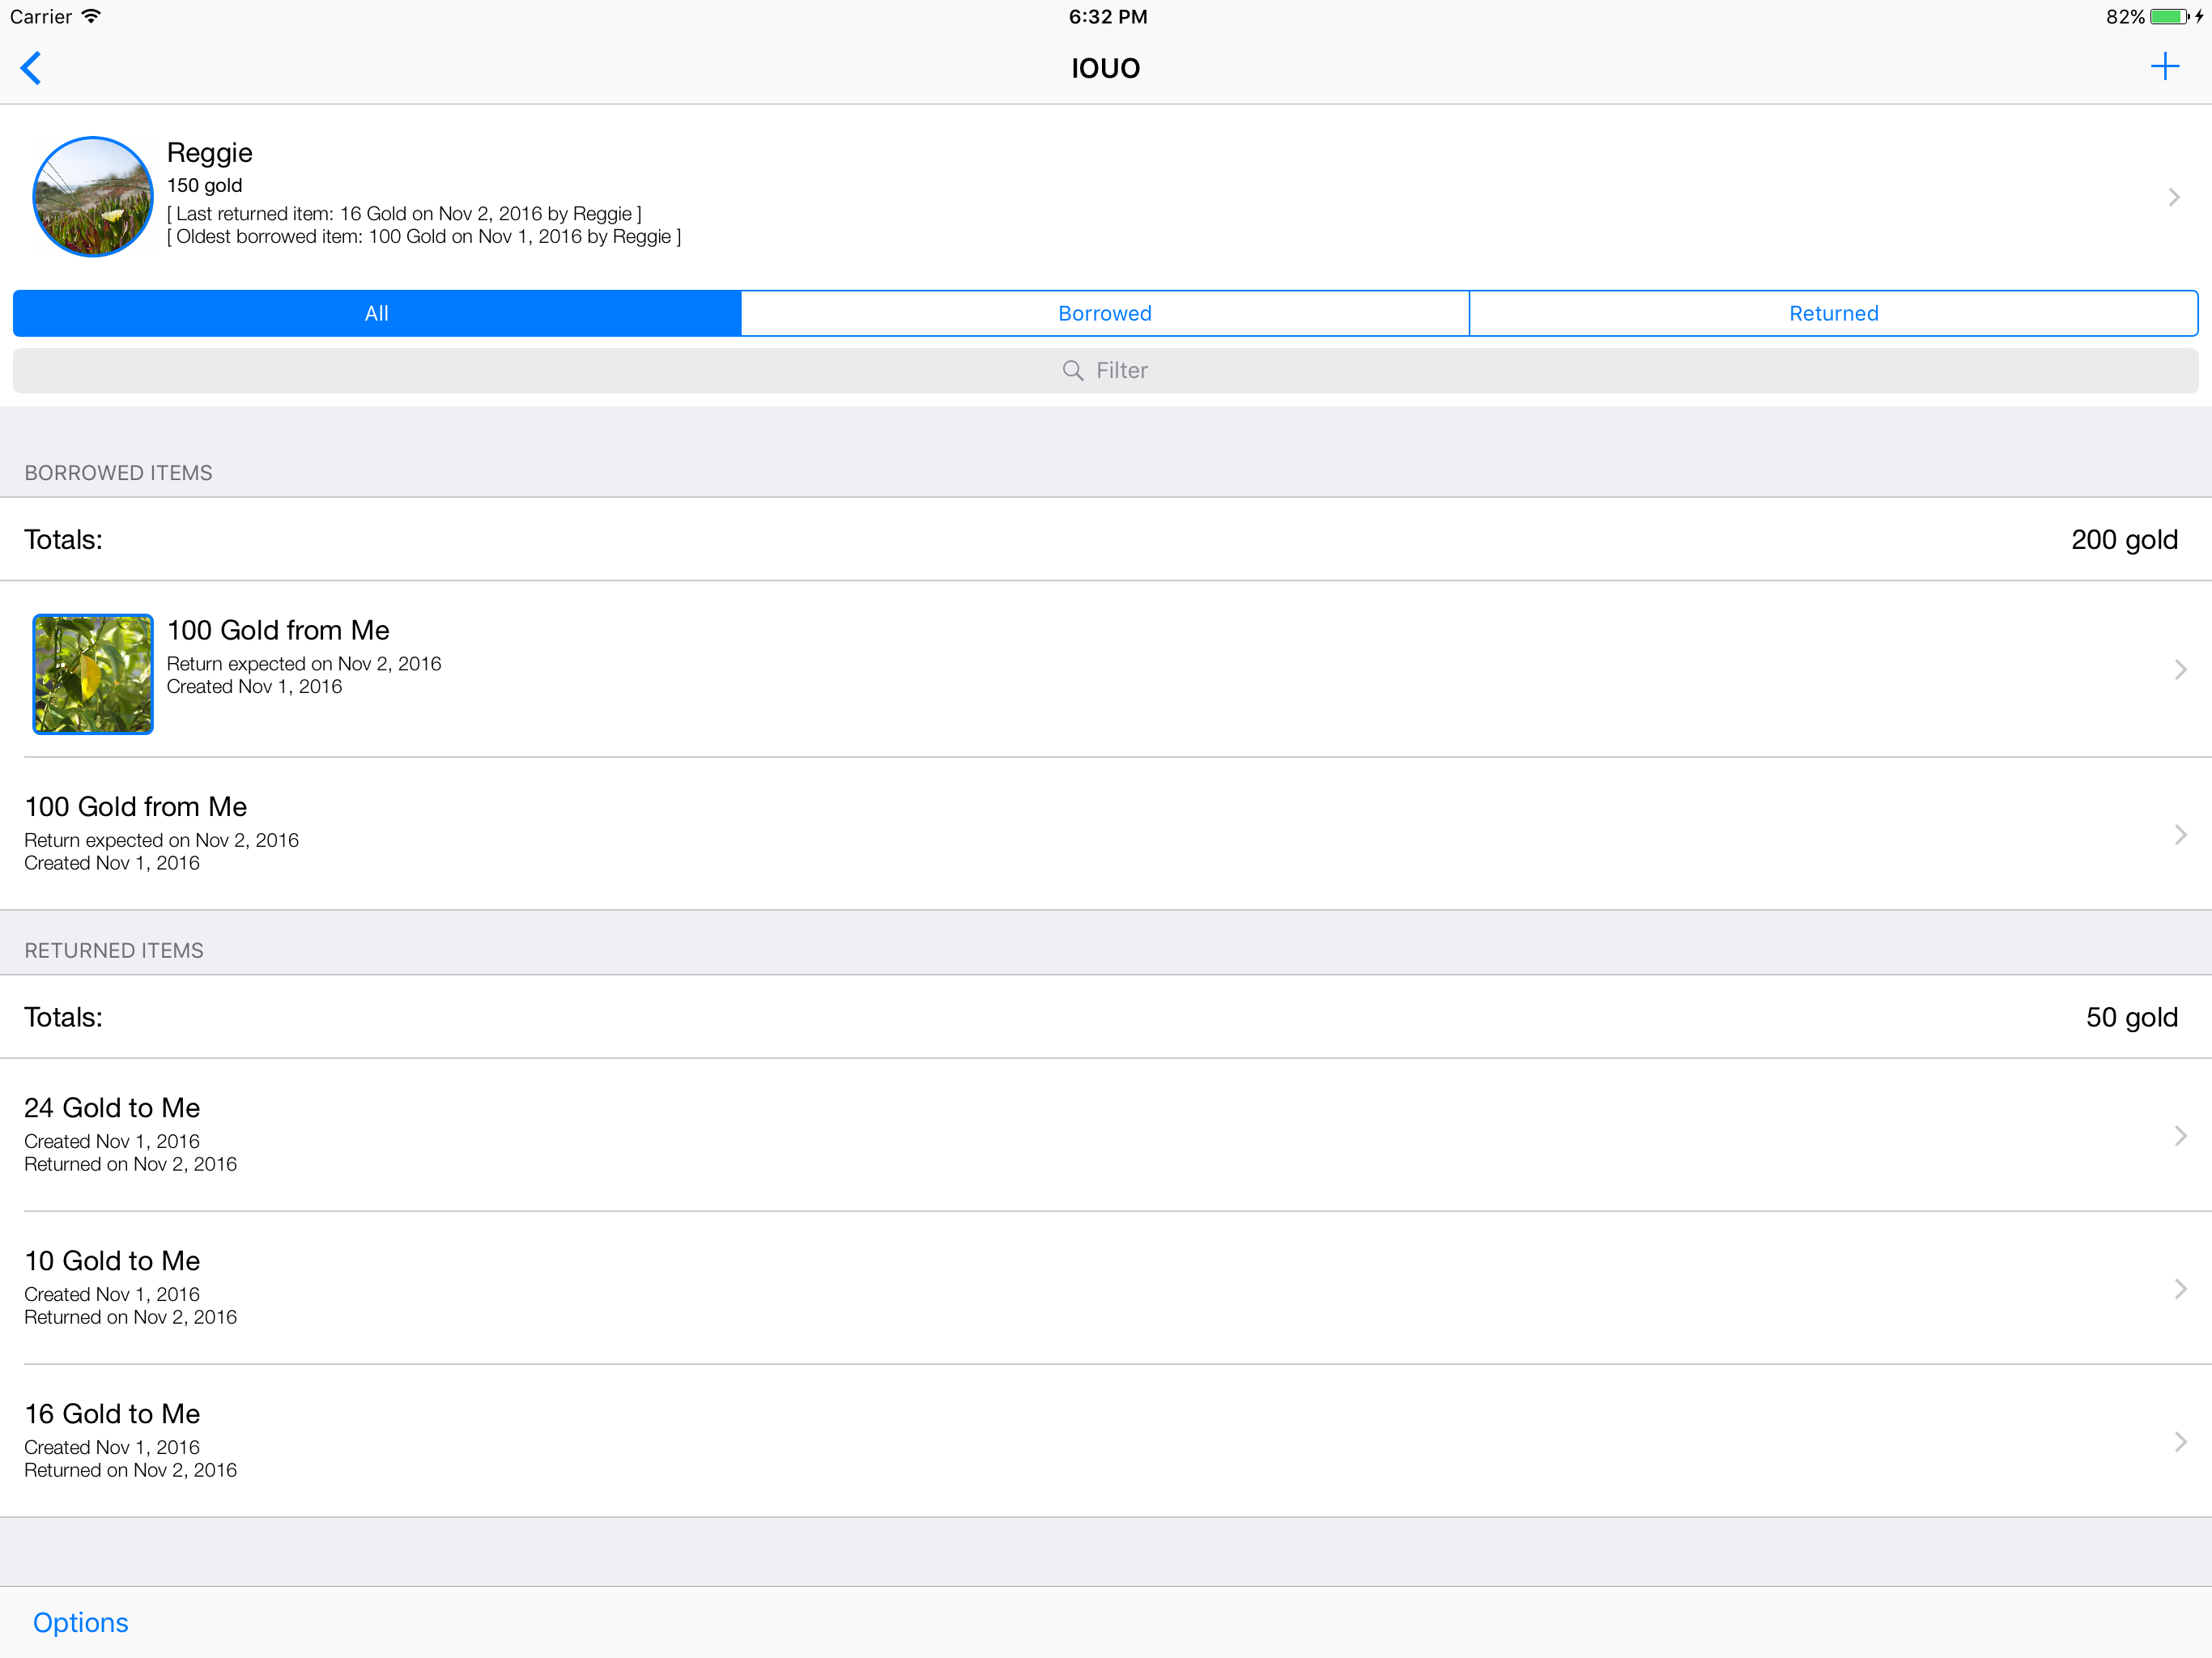 Carrier
6:32 PM
82%
IOUO
Reggie
150 gold
[ Last returned item: 16 Gold on Nov 2, 2016 by Reggie ]
[ Oldest borrowed item: 100 Gold on Nov 1, 2016 by Reggie ]
All
Borrowed
Returned
Filter
BORROWED ITEMS
Totals:
200 gold
100 Gold from Me
Return expected on Nov 2, 2016
Created Nov 1, 2016
100 Gold from Me
Return expected on Nov 2, 2016
Created Nov 1, 2016
RETURNED ITEMS
Totals:
50 gold
24 Gold to Me
Created Nov 1, 2016
Returned on Nov 2, 2016
10 Gold to Me
Created Nov 1, 2016
Returned on Nov 2, 2016
16 Gold to Me
Created Nov 1, 2016
Returned on Nov 2, 2016
Options